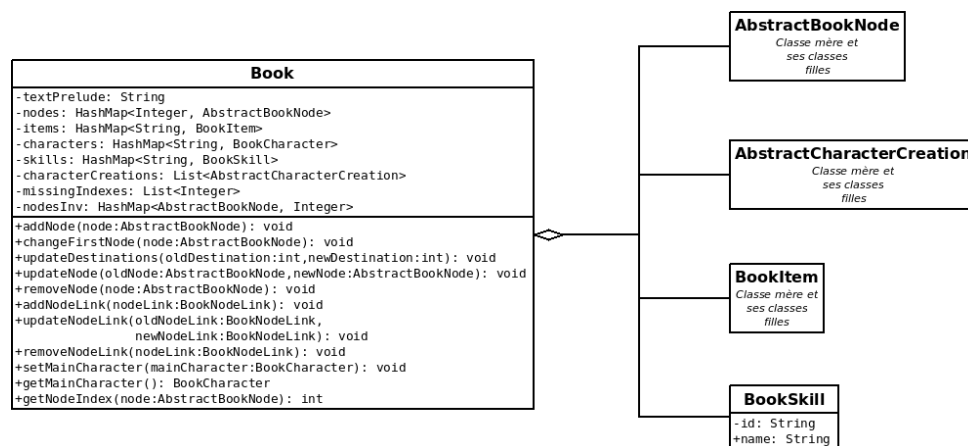 Book
-textPrelude: String
-nodes: HashMap<Integer, AbstractBookNode>
-items: HashMap<String, BookItem>
-characters: HashMap<String, BookCharacter>
-skills: HashMap<String, BookSkill>
-characterCreations: List<AbstractCharacterCreation>
-missingIndexes: List<Integer>
-nodesInv: HashMap<AbstractBookNode, Integer>
+addNode(node:AbstractBookNode): void
+changeFirstNode(node:AbstractBookNode): void
+updateDestinations(oldDestination:int,newDestination:int): void
+updateNode(oldNode:AbstractBookNode,newNode:AbstractBookNode): void
+removeNode(node:AbstractBookNode): void
+addNodeLink(nodeLink:BookNodeLink): void
+updateNodeLink(oldNodeLink:BookNodeLink,
newNodeLink:BookNodeLink): void
+removeNodeLink(nodeLink:BookNodeLink): void
+setMainCharacter(mainCharacter:BookCharacter): void
+getMainCharacter(): BookCharacter
+getNodeIndex(node:AbstractBookNode): int
AbstractBookNode
Classe mère et
ses classes
filles
AbstractCharacterCreation
Classe mère et
ses classes
filles
BookItem
Classe mère et
ses classes
filles
BookSkill
-id: String
+name: String